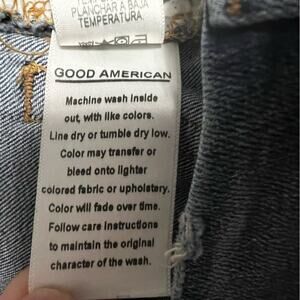 PLANCHAR A BAJA
TEMPERATURA.
GOOD AMERICAN
Machine wash inside
out, with like colors.
Line dry or tumble dry low.
Color may transfer or
bleed onto lighter
colored fabric or upholstery.
Color will fade over time.
Follow care instructions
to maintain the original
character of the wash.